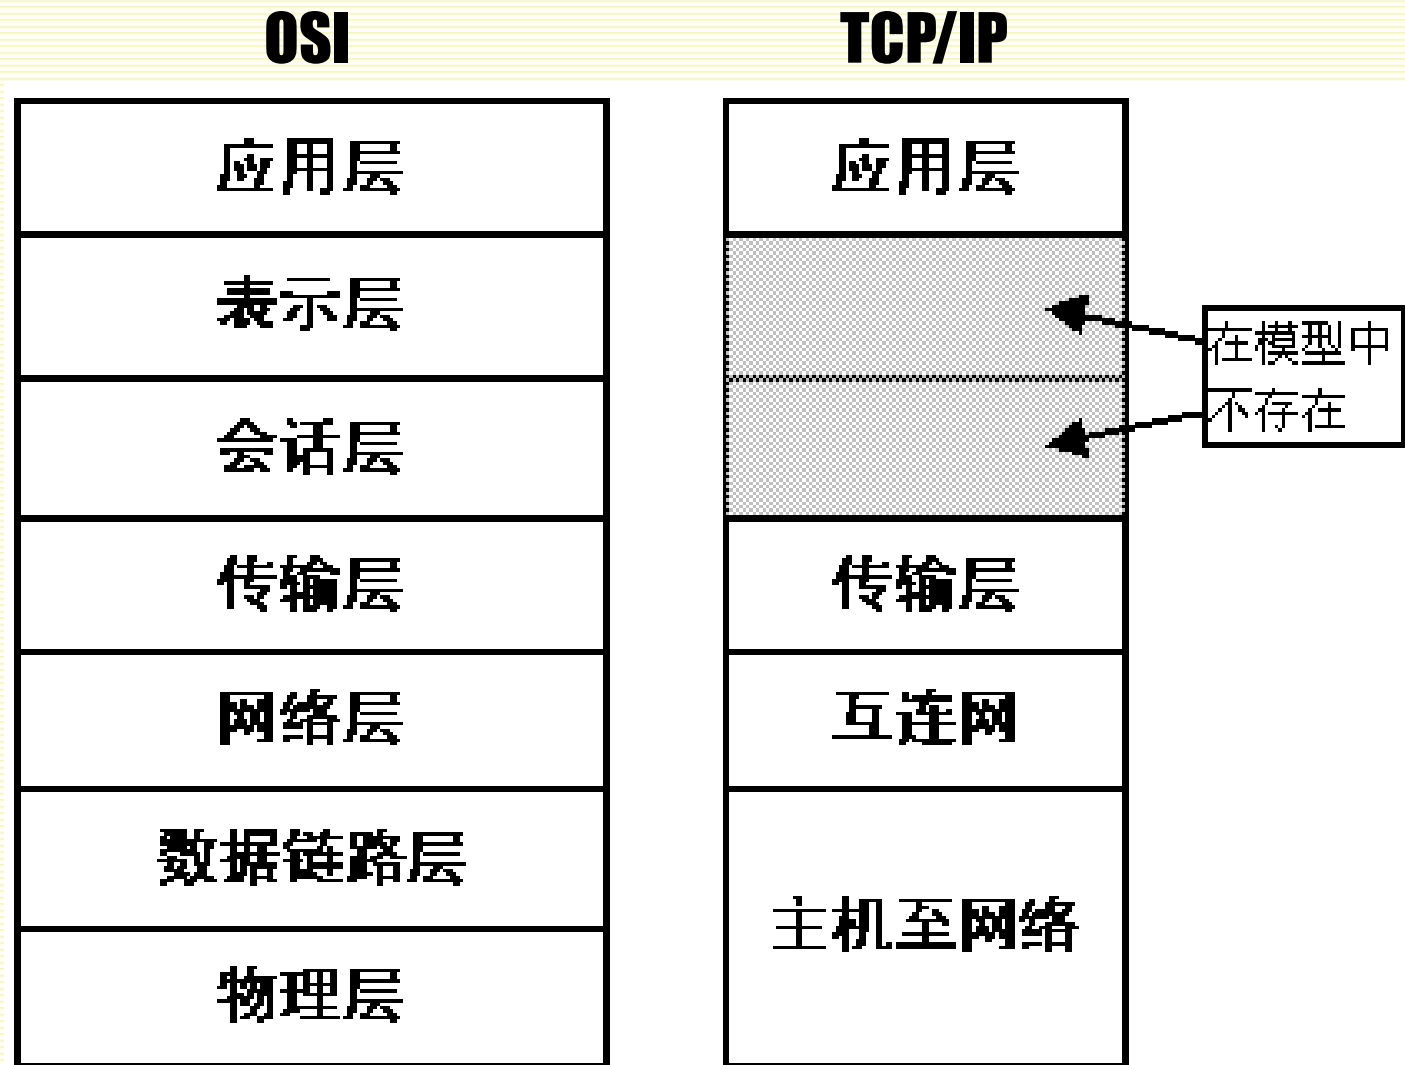 OSI
TCP/IP
应用层
表示层
会话层
传输层
网络层
数据链路层
物理层
应用层
传输层
互连网
主机至网络
在模型中
不存在